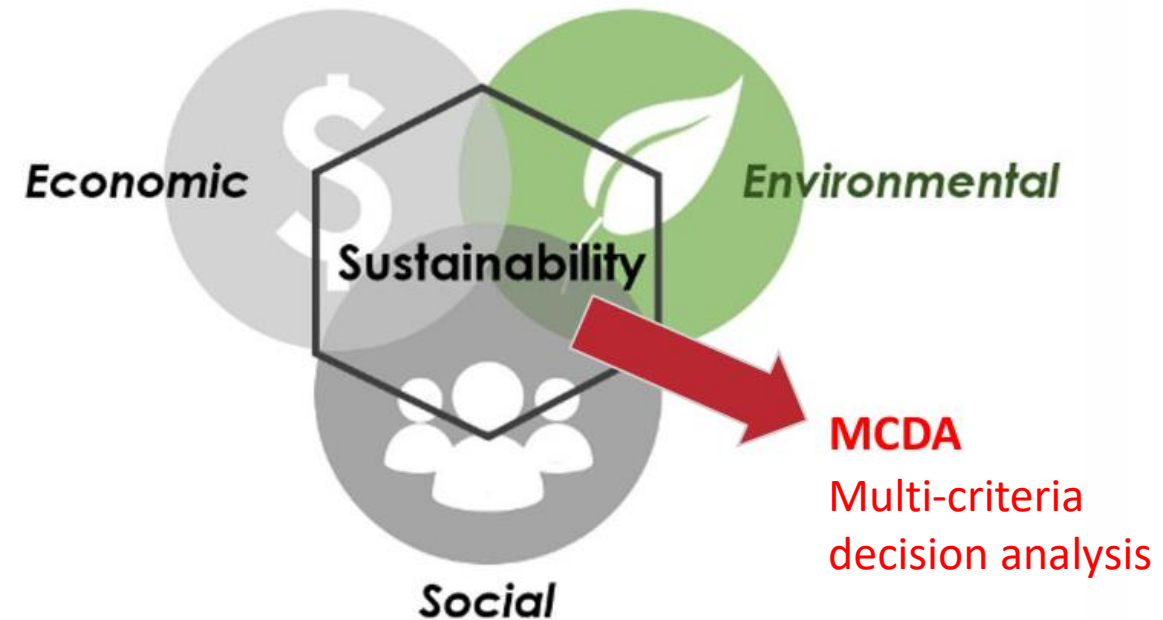 $
Economic
Environmental
Sustainability
MCDA
Multi-criteria
decision analysis
Social